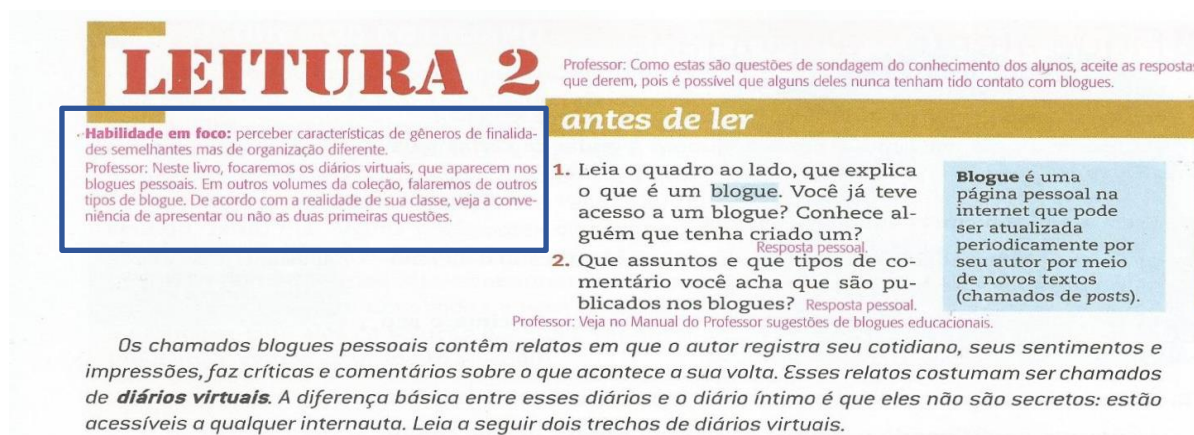 LEITURA 2
Professor: Como estas são questões de sondagem do conhecimento dos alunos, aceite as respostas
que derem, pois é possível que alguns deles nunca tenham tido contato com blogues.
Habilidade em foco: perceber características de gêneros de finalida-
des semelhantes mas de organização diferente.
Professor: Neste livro, focaremos os diários virtuais, que aparecem nos
blogues pessoais. Em outros volumes da coleção, falaremos de outros
tipos de blogue. De acordo com a realidade de sua classe, veja a conve-
niência de apresentar ou não as duas primeiras questões.
antes de ler
1. Leia o quadro ao lado, que explica
o que é um blogue. Você já teve
acesso a um blogue? Conhece al-
guém que tenha criado um?
Resposta pessoal.
2. Que assuntos e que tipos de co-
mentário você acha que são pu-
blicados nos blogues? Resposta pessoal.
Blogue é uma
página pessoal na
internet que pode
ser atualizada
periodicamente por
seu autor por meio
de novos textos
(chamados de posts).
Professor: Veja no Manual do Professor sugestões de blogues educacionais.
Os chamados blogues pessoais contêm relatos em que o autor registra seu cotidiano, seus sentimentos e
impressões, faz críticas e comentários sobre o que acontece a sua volta. Esses relatos costumam ser chamados
de diários virtuais. A diferença básica entre esses diários e o diário íntimo é que eles não são secretos: estão
acessíveis a qualquer internauta. Leia a seguir dois trechos de diários virtuais.